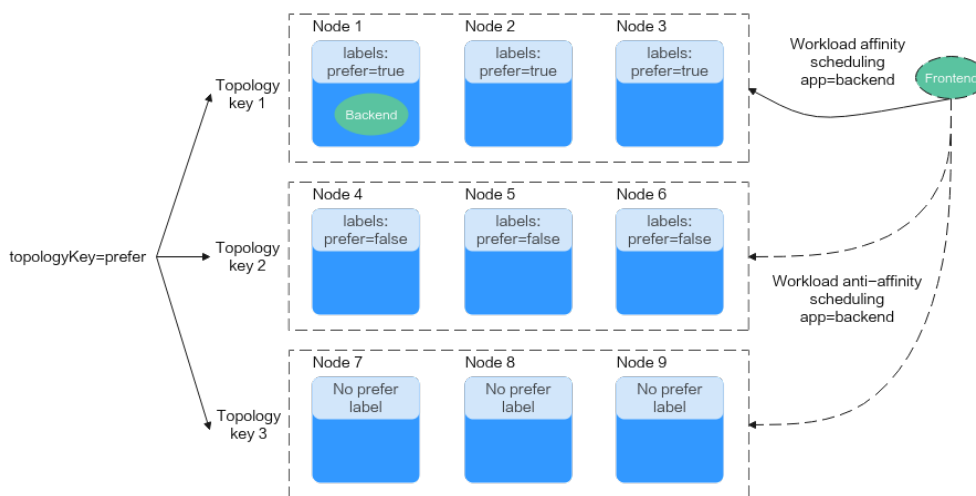 Node 1
Node 2
Node 3
labels:
prefer=true
labels:
prefer=true
labels:
prefer=true
Backend
Topology
key 1
Workload affinity
scheduling
app=backend
Frontend
Node 4
Node 5
Node 6
labels:
prefer=false
labels:
prefer=false
labels:
prefer=false
topologyKey=prefer
Topology
key 2
Workload anti-affinity
scheduling
app=backend
Node 7
Node 8
Node 9
No prefer
label
No prefer
label
No prefer
label
Topology
key 3